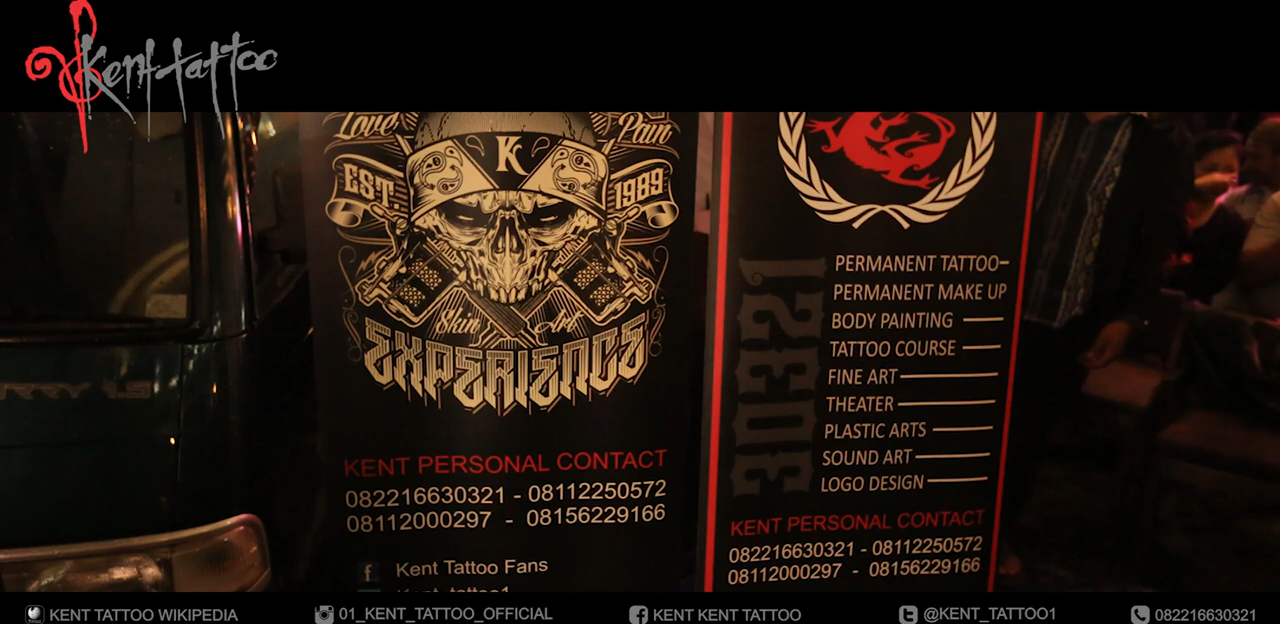 Kent tattoo
Love Pain
K
EST. 1989
Skin Art
EXPERIENCE
KENT PERSONAL CONTACT
082216630321 - 08112250572
08112000297 - 08156229166
Kent Tattoo Fans
30321
PERMANENT TATTOO
PERMANENT MAKE UP
BODY PAINTING
TATTOO COURSE
FINE ART
THEATER
PLASTIC ARTS
SOUND ART
LOGO DESIGN
KENT PERSONAL CONTACT
082216630321 - 08112250572
08112000297 - 08156229166
KENT TATTOO WIKIPEDIA
01_KENT_TATTOO_OFFICIAL
KENT KENT TATTOO
@KENT_TATTOO1
082216630321